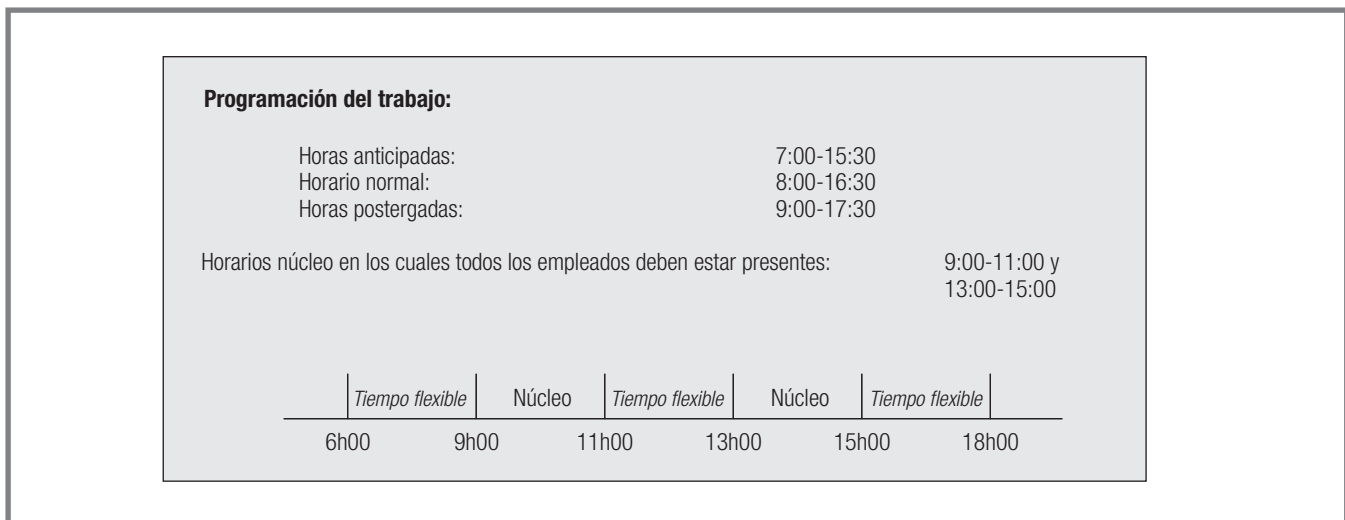 Programación del trabajo:
Horas anticipadas: 7:00-15:30
Horario normal: 8:00-16:30
Horas postergadas: 9:00-17:30
Horarios núcleo en los cuales todos los empleados deben estar presentes: 9:00-11:00 y
13:00-15:00
Tiempo flexible Núcleo Tiempo flexible Núcleo Tiempo flexible
6h00 9h00 11h00 13h00 15h00 18h00